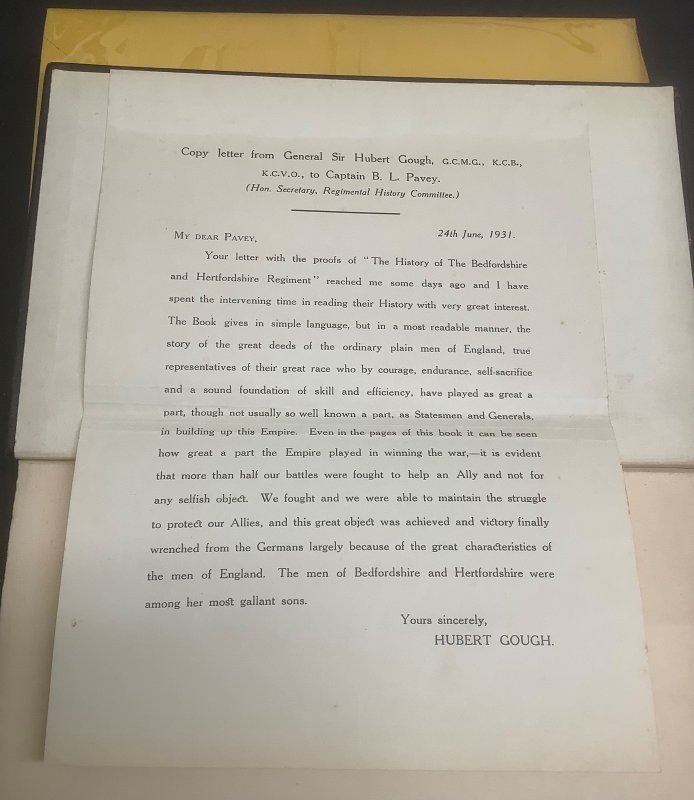 Copy letter from General Sir Hubert Gough, G.C.M.G., K.C.B.,
K.C.V.O., to Captain B. L. Pavey.
(Hon. Secretary, Regimental History Committee.)
24th June, 1931.
MY DEAR PAVEY,
Your letter with the proofs of "The History of The Bedfordshire
and Hertfordshire Regiment" reached me some days ago and I have
spent the intervening time in reading their History with very great interest.
The Book gives in simple language, but in a most readable manner, the
story of the great deeds of the ordinary plain men of England, true
representatives of their great race who by courage, endurance, self-sacrifice
and a sound foundation of skill and efficiency, have played as great a
part, though not usually so well known a part, as Statesmen and Generals,
in building up this Empire. Even in the pages of this book it can be seen
how great a part the Empire played in winning the war,—it is evident
that more than half our battles were fought to help an Ally and not for
any selfish object. We fought and we were able to maintain the struggle
to protect our Allies, and this great object was achieved and victory finally
wrenched from the Germans largely because of the great characteristics of
the men of England. The men of Bedfordshire and Hertfordshire were
among her most gallant sons.
Yours sincerely,
HUBERT GOUGH.